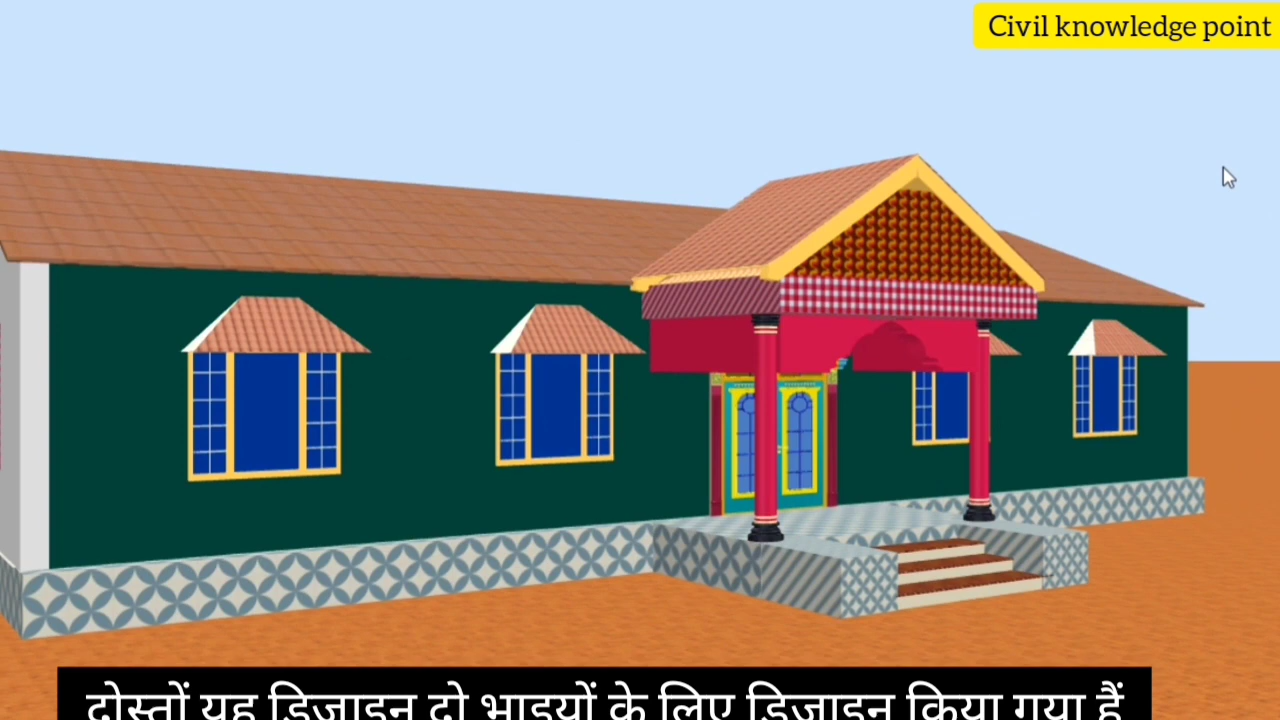 Civil knowledge point
दोस्तों यह डिजाइन दो भाइयों के लिए डिजाइन किया गया हैं